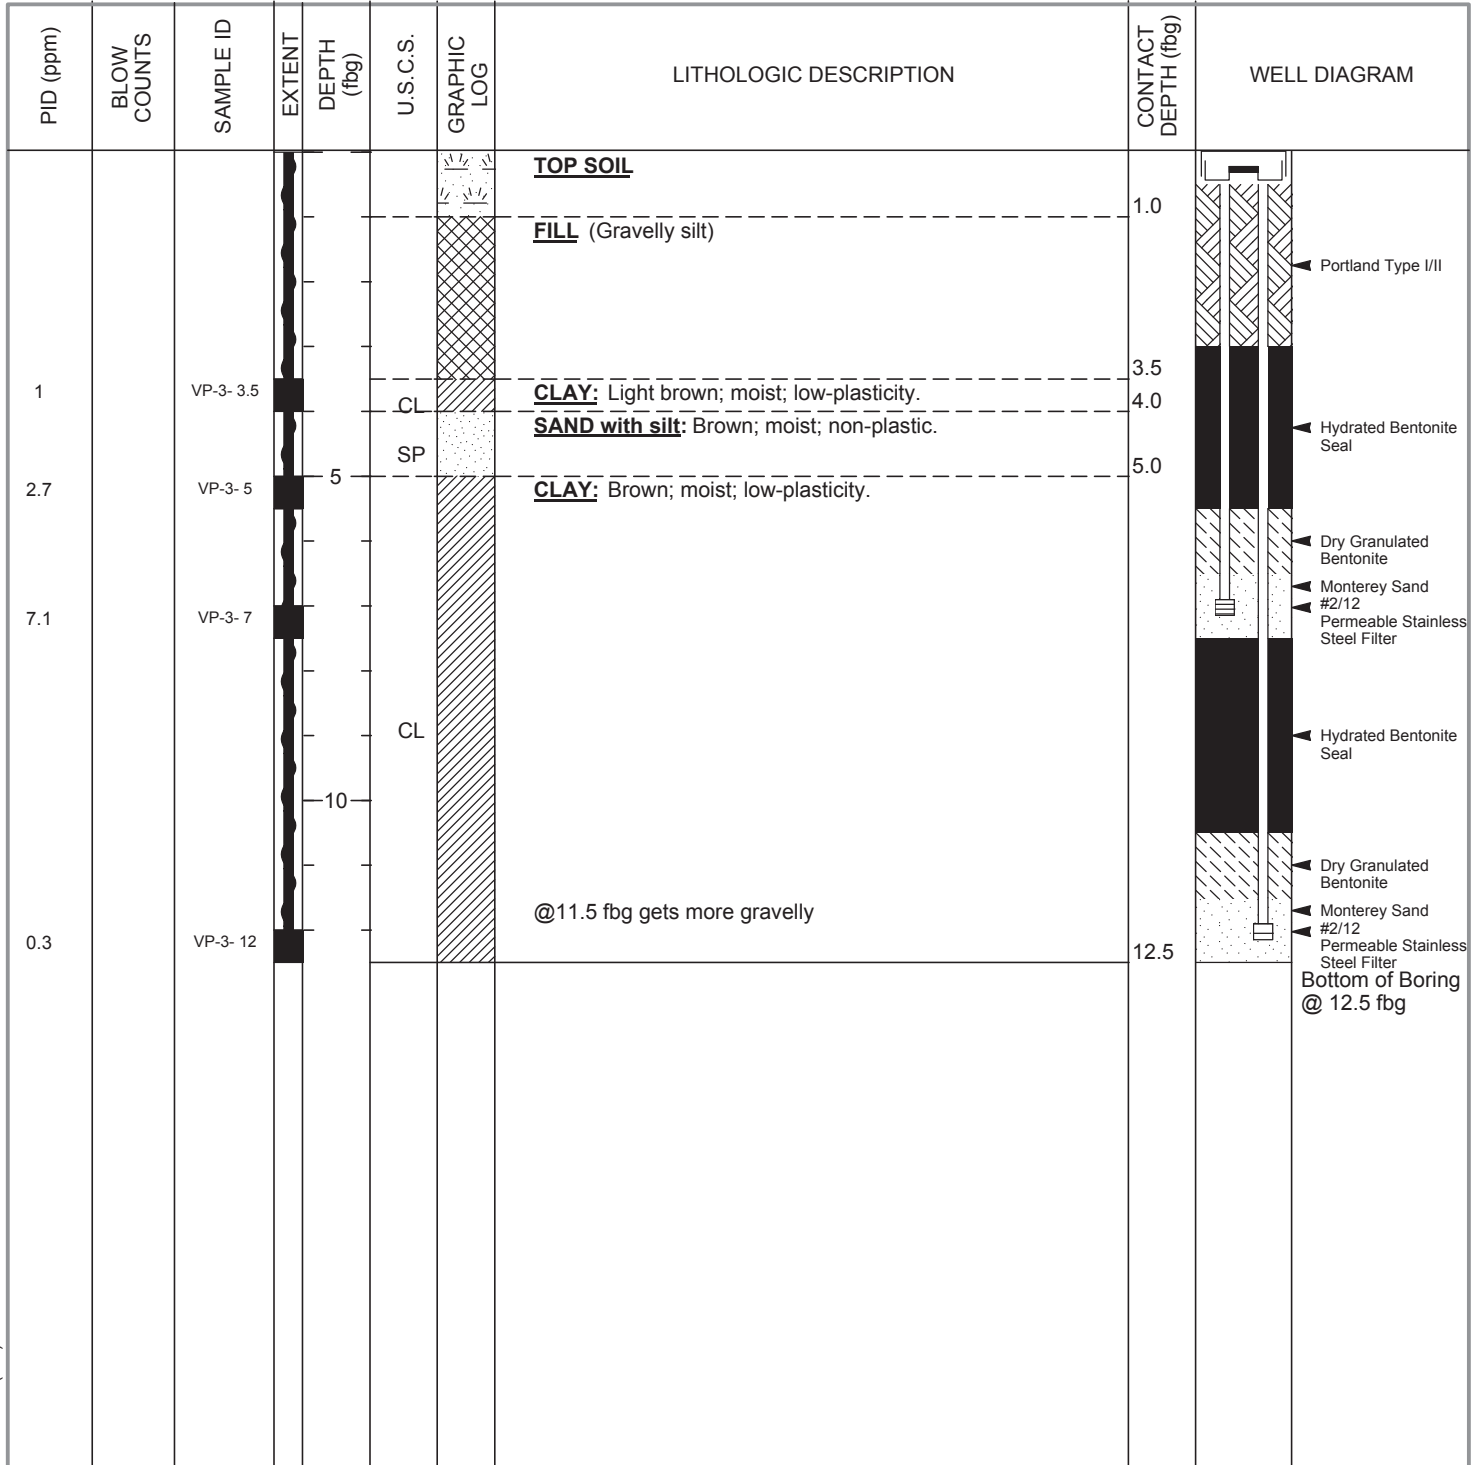 PID (ppm)
BLOW
COUNTS
SAMPLE ID
EXTENT
DEPTH
(fbg)
U.S.C.S.
GRAPHIC
LOG
LITHOLOGIC DESCRIPTION
CONTACT
DEPTH (fbg)
WELL DIAGRAM
TOP SOIL
1.0
FILL (Gravelly silt)
Portland Type I/II
3.5
1
VP-3- 3.5
CL
CLAY: Light brown; moist; low-plasticity.
4.0
SAND with silt: Brown; moist; non-plastic.
Hydrated Bentonite
Seal
SP
5.0
5
2.7
VP-3- 5
CLAY: Brown; moist; low-plasticity.
Dry Granulated
Bentonite
Monterey Sand
#2/12
Permeable Stainless
Steel Filter
7.1
VP-3- 7
CL
Hydrated Bentonite
Seal
10
Dry Granulated
Bentonite
@11.5 fbg gets more gravelly
Monterey Sand
#2/12
Permeable Stainless
Steel Filter
0.3
VP-3- 12
12.5
Bottom of Boring
@ 12.5 fbg